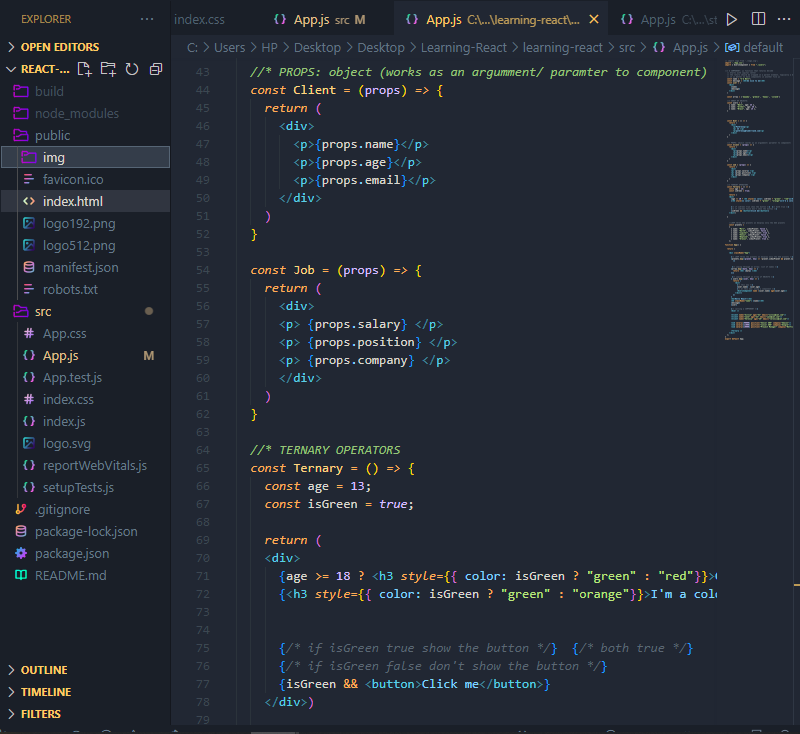 EXPLORER ···
index.css
App.js src M
App.js C:\...\learning-react\...
App.js C:\...\st
OPEN EDITORS
C: > Users > HP > Desktop > Desktop > Learning-React > learning-react > src > {} App.js > default
REACT-...
build
node_modules
public
img
favicon.ico
index.html
logo192.png
logo512.png
manifest.json
robots.txt
src
App.css
App.js M
App.test.js
index.css
index.js
logo.svg
reportWebVitals.js
setupTests.js
.gitignore
package-lock.json
package.json
README.md
OUTLINE
TIMELINE
FILTERS
43 //* PROPS: object (works as an argumment/ paramter to component)
44 const Client = (props) => {
45 return (
46 <div>
47 <p>{props.name}</p>
48 <p>{props.age}</p>
49 <p>{props.email}</p>
50 </div>
51 )
52 }
53
54 const Job = (props) => {
55 return (
56 <div>
57 <p> {props.salary} </p>
58 <p> {props.position} </p>
59 <p> {props.company} </p>
60 </div>
61 )
62 }
63
64 //* TERNARY OPERATORS
65 const Ternary = () => {
66 const age = 13;
67 const isGreen = true;
68
69 return (
70 <div>
71 {age >= 18 ? <h3 style={{ color: isGreen ? "green" : "red"}}>
72 {<h3 style={{ color: isGreen ? "green" : "orange"}}>I'm a col
73
74
75 {/* if isGreen true show the button */} {/* both true */}
76 {/* if isGreen false don't show the button */}
77 {isGreen && <button>Click me</button>}
78 </div>)
79